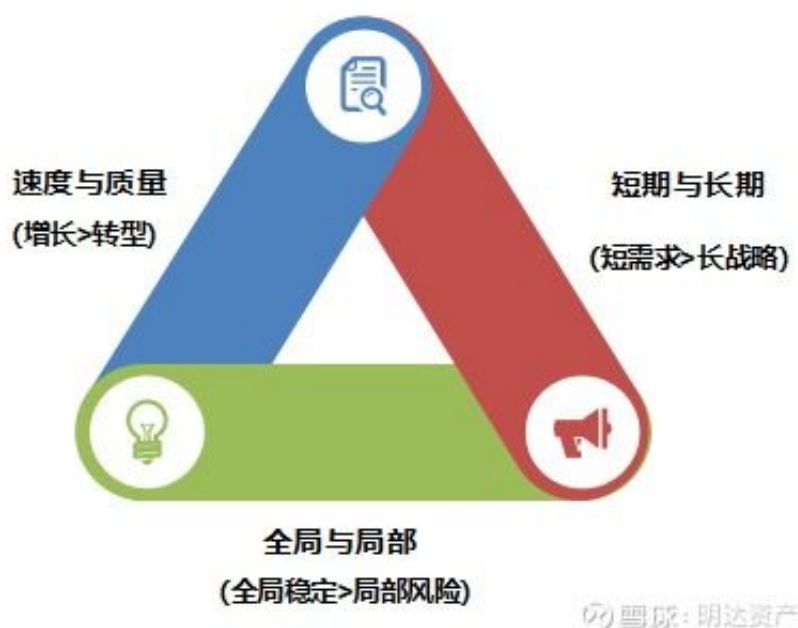 速度与质量
(增长>转型)
短期与长期
(短需求>长战略)
全局与局部
(全局稳定>局部风险)
雪球：明达资产